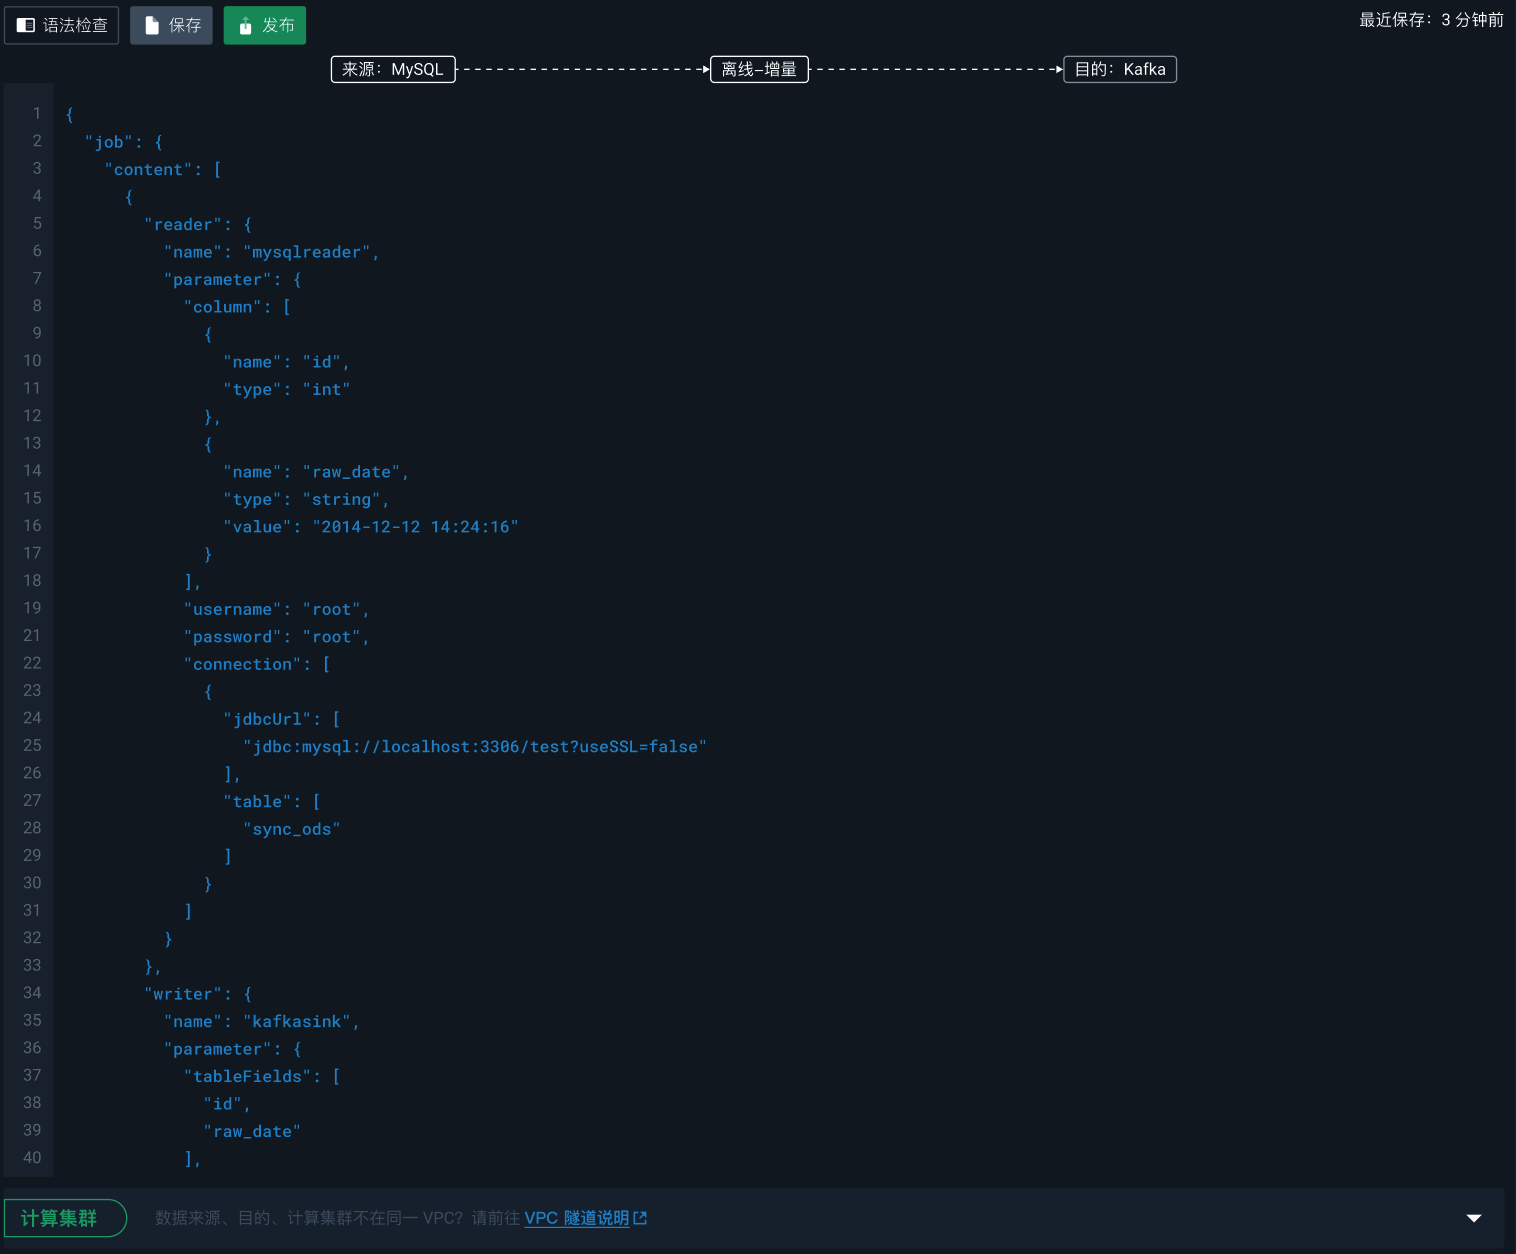 语法检查 保存 发布 最近保存：3 分钟前
来源：MySQL 离线-增量 目的：Kafka
1 {
2 "job": {
3 "content": [
4 {
5 "reader": {
6 "name": "mysqlreader",
7 "parameter": {
8 "column": [
9 {
10 "name": "id",
11 "type": "int"
12 },
13 {
14 "name": "raw_date",
15 "type": "string",
16 "value": "2014-12-12 14:24:16"
17 }
18 ],
19 "username": "root",
21 "password": "root",
22 "connection": [
23 {
24 "jdbcUrl": [
25 "jdbc:mysql://localhost:3306/test?useSSL=false"
26 ],
27 "table": [
28 "sync_ods"
29 ]
30 }
31 ]
32 }
33 },
34 "writer": {
35 "name": "kafkasink",
36 "parameter": {
37 "tableFields": [
38 "id",
39 "raw_date"
40 ],
计算集群 数据来源、目的、计算集群不在同一 VPC？请前往 VPC 隧道说明